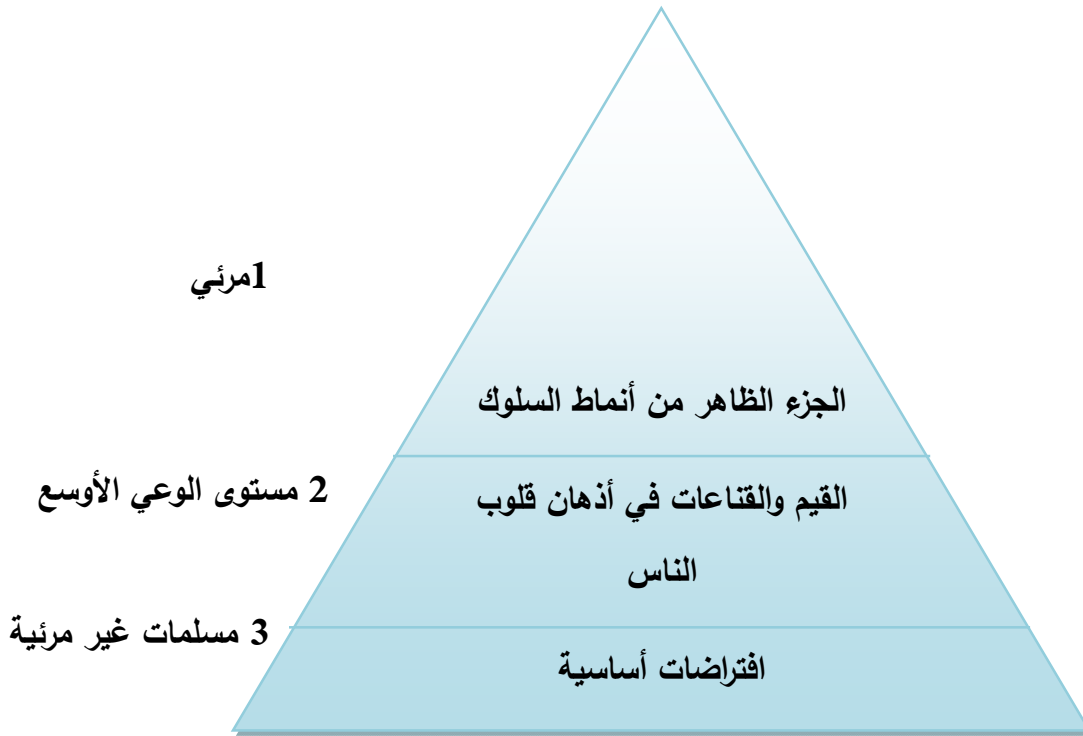 1مرئي
الجزء الظاهر من أنماط السلوك
2 مستوى الوعي الأوسع
القيم والقناعات في أذهان قلوب
الناس
3 مسلمات غير مرئية
افتراضات أساسية